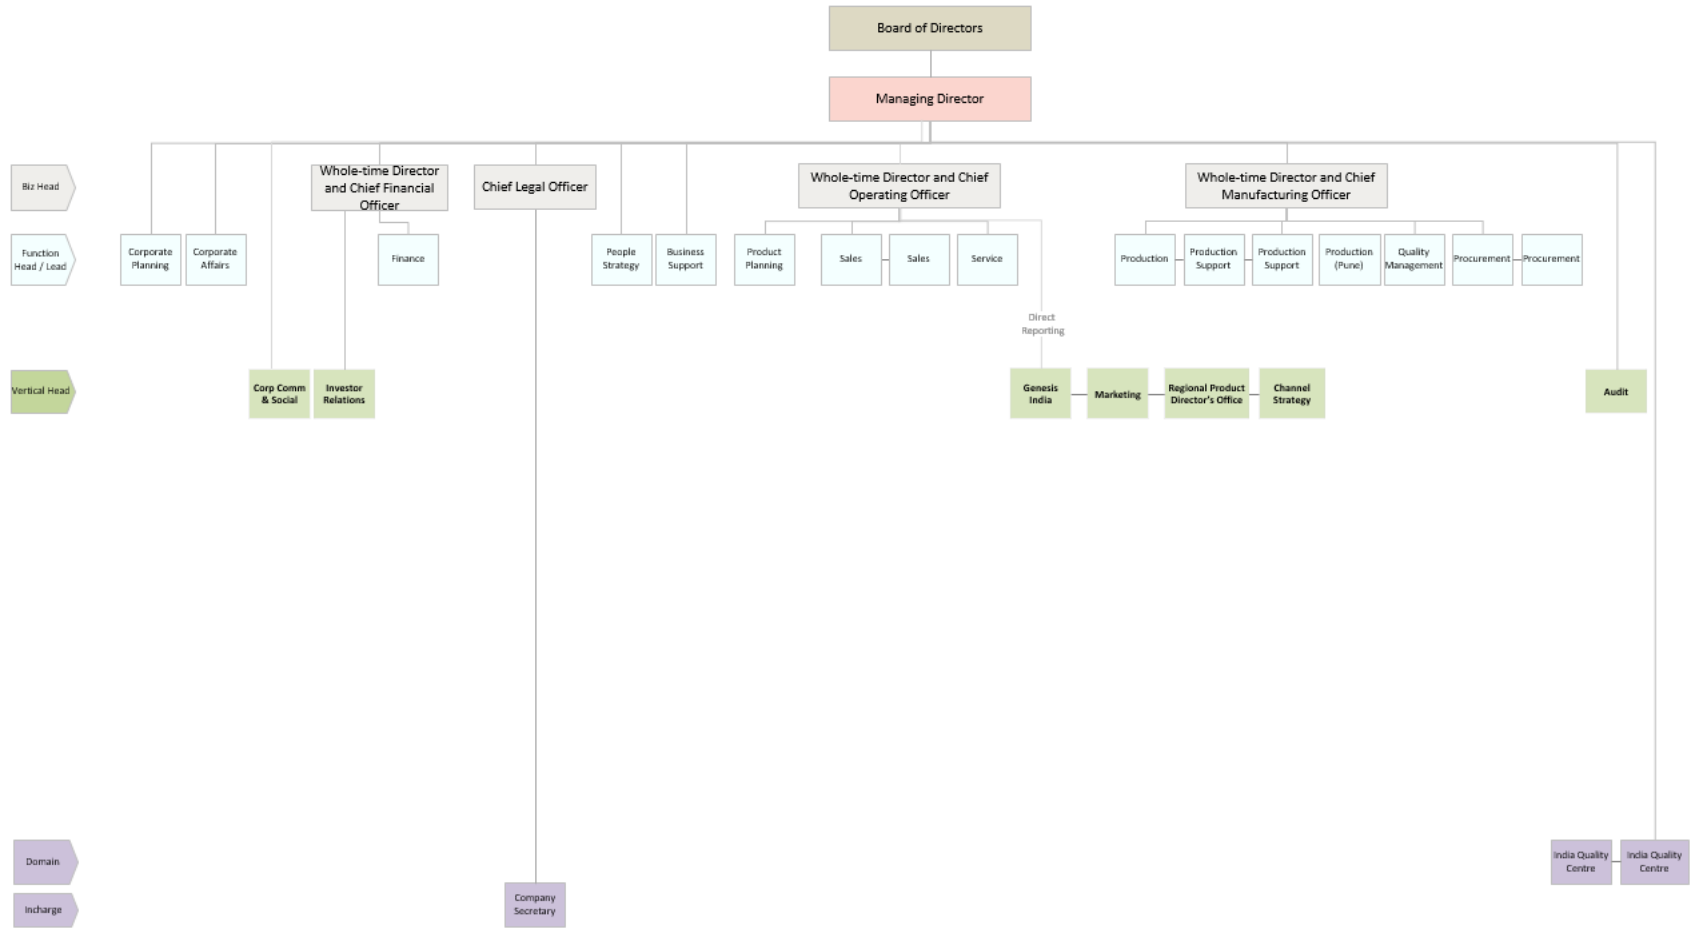 Board of Directors
Managing Director
Biz Head
Whole-time Director
and Chief Financial
Officer
Chief Legal Officer
Whole-time Director and Chief
Operating Officer
Whole-time Director and Chief
Manufacturing Officer
Function
Head / Lead
Corporate
Planning
Corporate
Affairs
Finance
People
Strategy
Business
Support
Product
Planning
Sales
Sales
Service
Production
Production
Support
Production
Support
Production
(Pune)
Quality
Management
Procurement
Procurement
Direct
Reporting
Vertical Head
Corp Comm
& Social
Investor
Relations
Genesis
India
Marketing
Regional Product
Director's Office
Channel
Strategy
Audit
Domain
India Quality
Centre
India Quality
Centre
Incharge
Company
Secretary